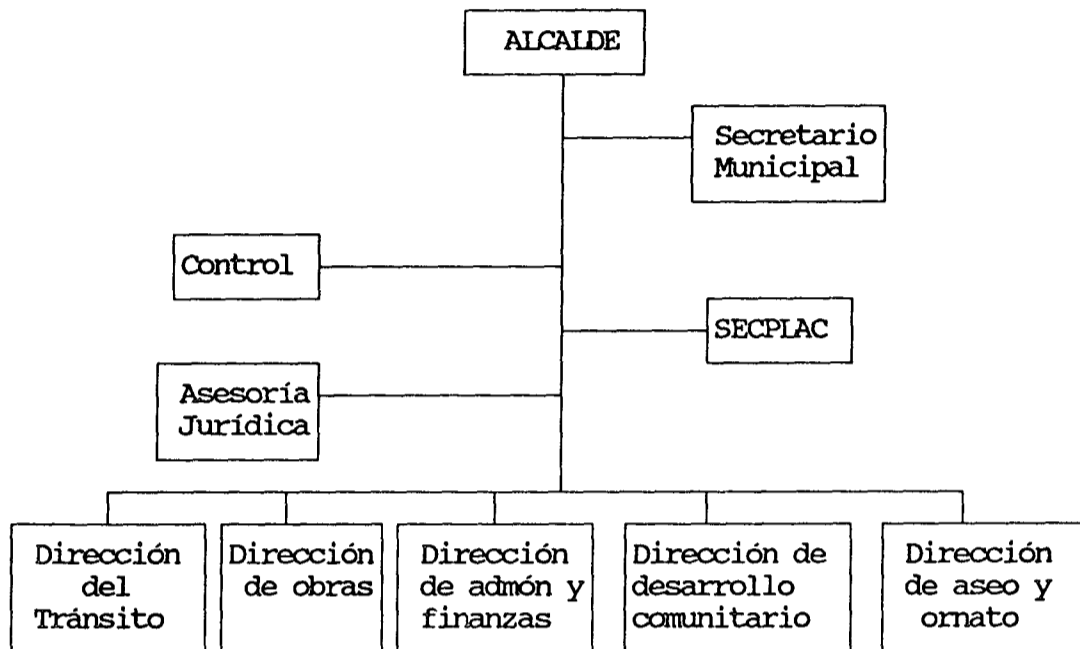 ALCALDE
Secretario
Municipal
Control
SECPLAC
Asesoría
Jurídica
Dirección
del
Tránsito
Dirección
de obras
Dirección
de admón y
finanzas
Dirección de
desarrollo
comunitario
Dirección
de aseo y
ornato